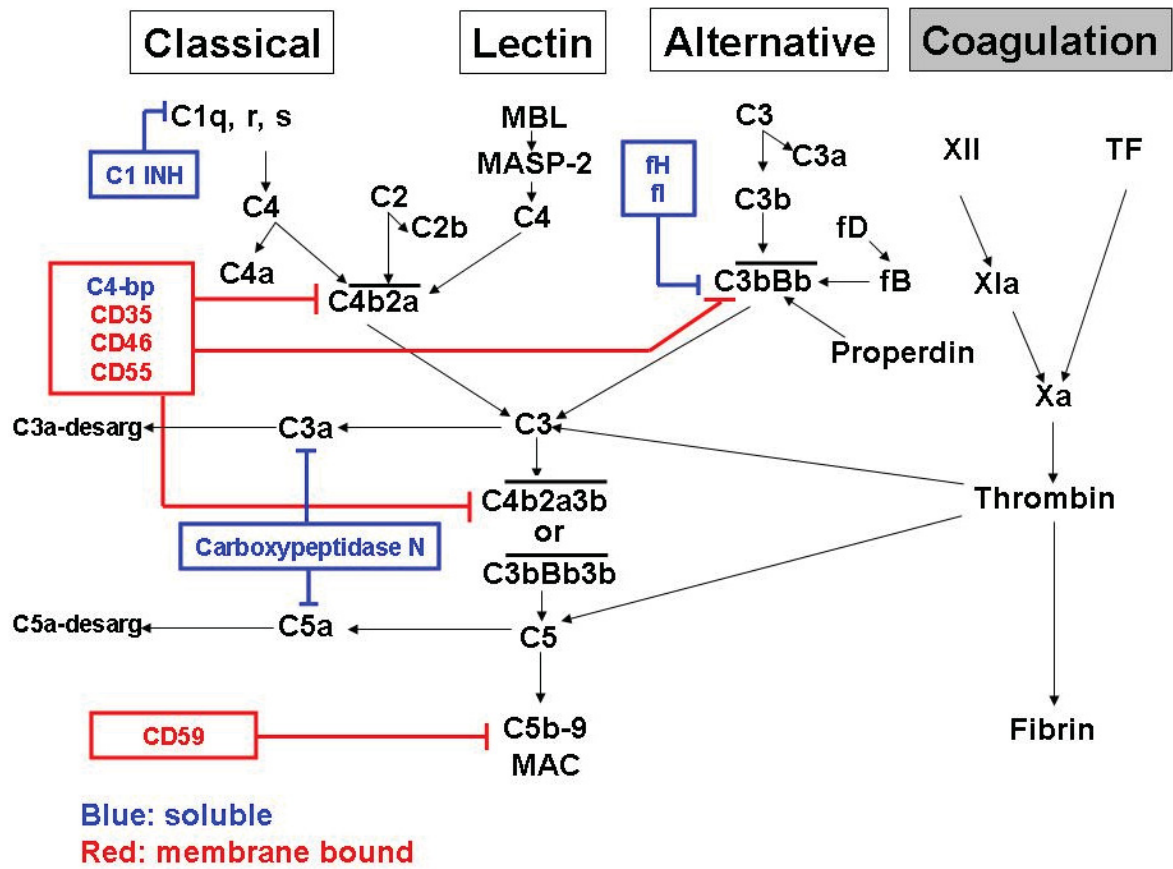 Classical
Lectin
Alternative
Coagulation
C1q, r, s
C1 INH
C4
C4a
C2
C2b
MBL
MASP-2
C4
C4b2a
fH
fI
C3
C3a
C3b
fD
fB
C3bBb
Properdin
XII
TF
XIa
Xa
C4-bp
CD35
CD46
CD55
C3a-desarg
C3a
C3
C4b2a3b
or
C3bBb3b
Thrombin
Carboxypeptidase N
C5a-desarg
C5a
C5
CD59
C5b-9
MAC
Fibrin
Blue: soluble
Red: membrane bound